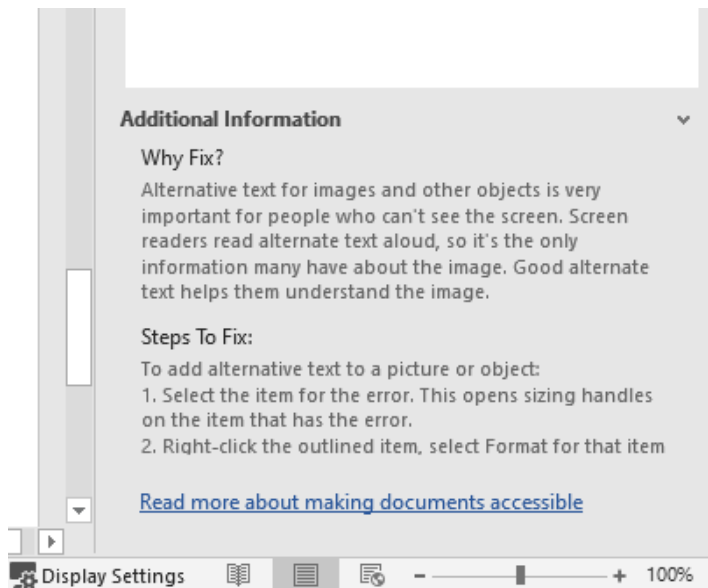 Additional Information
Why Fix?
Alternative text for images and other objects is very
important for people who can't see the screen. Screen
readers read alternate text aloud, so it's the only
information many have about the image. Good alternate
text helps them understand the image.
Steps To Fix:
To add alternative text to a picture or object:
1. Select the item for the error. This opens sizing handles
on the item that has the error.
2. Right-click the outlined item, select Format for that item
Read more about making documents accessible
Display Settings
100%